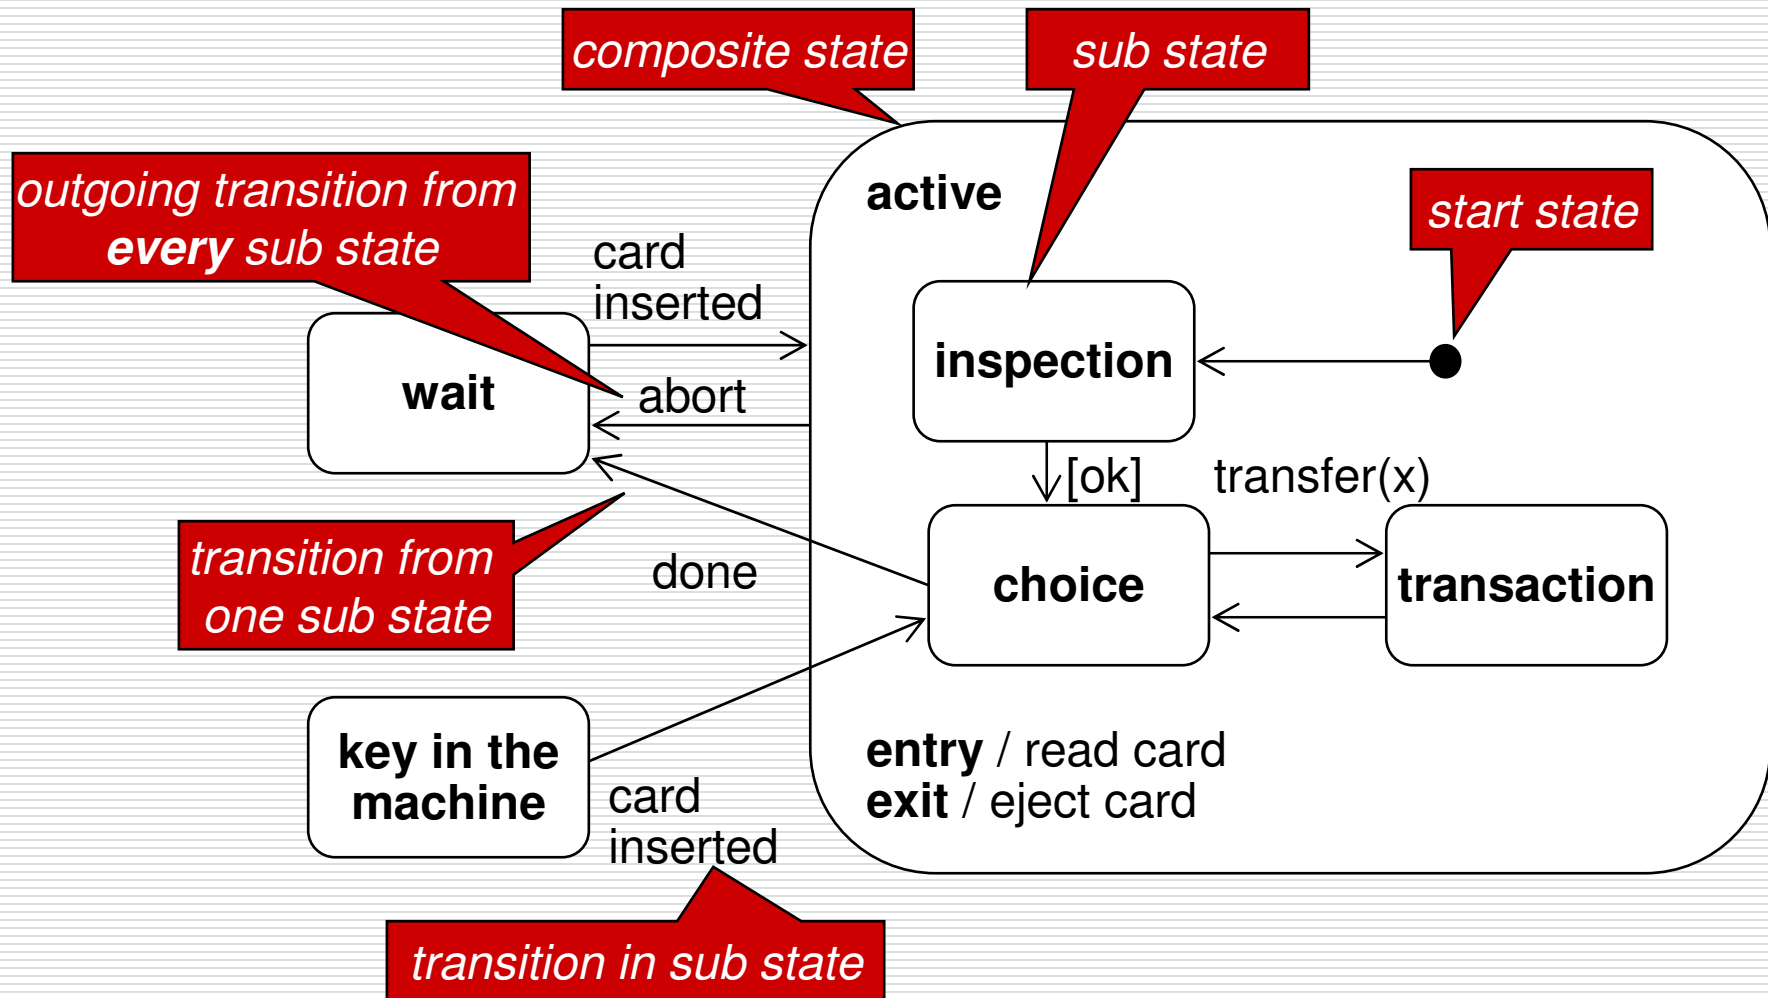 composite state
sub state
outgoing transition from
every sub state
active
start state
card
inserted
wait
abort
inspection
[ok]
transfer(x)
transition from
one sub state
done
choice
transaction
key in the
machine
card
inserted
entry / read card
exit / eject card
transition in sub state